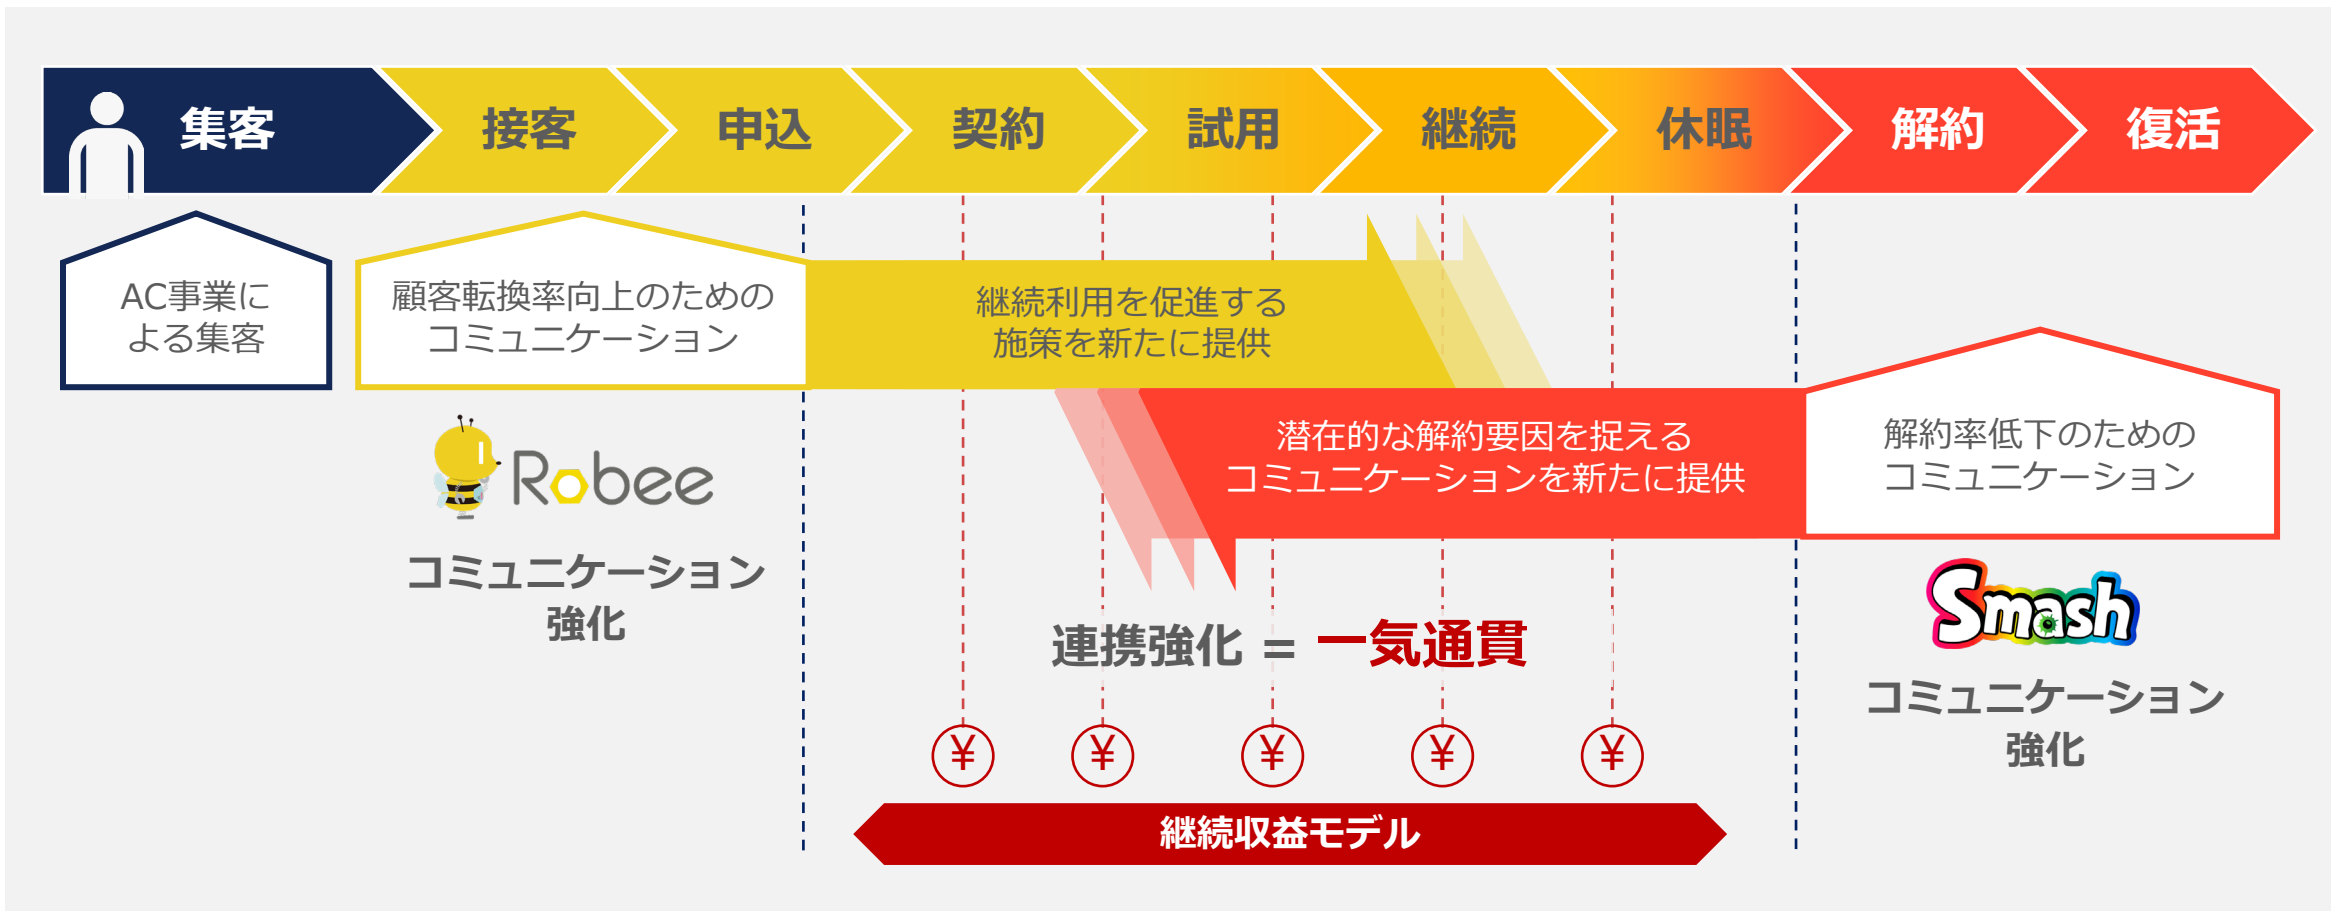 集客
接客
申込
契約
試用
継続
休眠
解約
復活
AC事業に
よる集客
顧客転換率向上のための
コミュニケーション
継続利用を促進する
施策を新たに提供
潜在的な解約要因を捉える
コミュニケーションを新たに提供
解約率低下のための
コミュニケーション
Robee
コミュニケーション
強化
連携強化 = 一気通貫
Smash
コミュニケーション
強化
¥ ¥ ¥ ¥ ¥
継続収益モデル